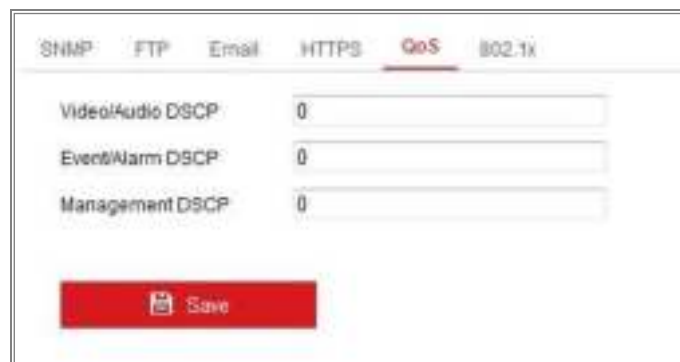 SNMP FTP Email HTTPS QoS 802.1x
Video/Audio DSCP 0
Event/Alarm DSCP 0
Management DSCP 0
Save